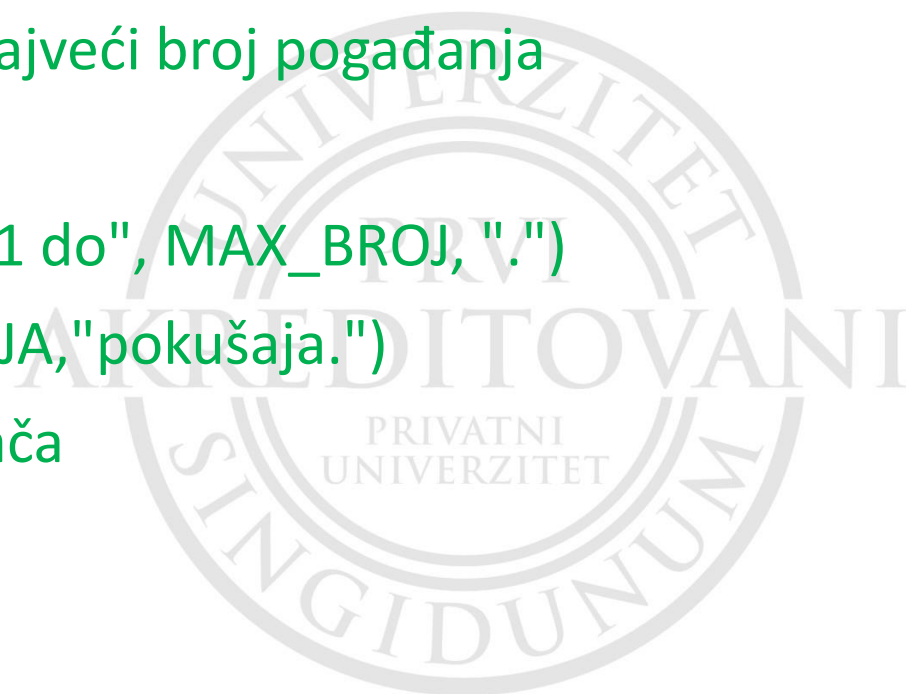 ajveći broj pogađanja
1 do", MAX_BROJ, ".")
JA,"pokušaja.")
ča
UNIVERZITET
PRVI
AKREDITOVANI
PRIVATNI
UNIVERZITET
SINGIDUNUM